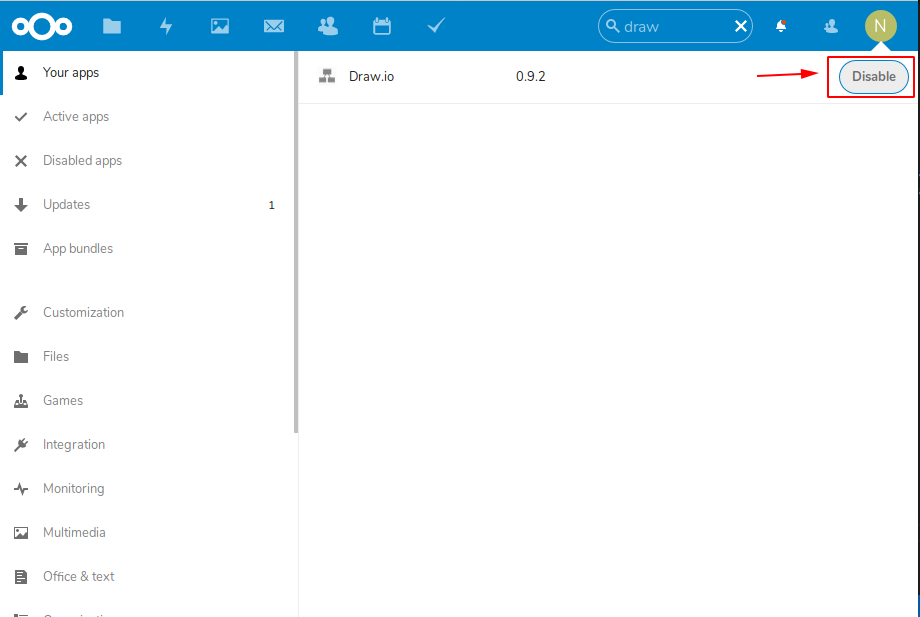 draw
N
Your apps
Draw.io 0.9.2 Disable
Active apps
Disabled apps
Updates 1
App bundles
Customization
Files
Games
Integration
Monitoring
Multimedia
Office & text